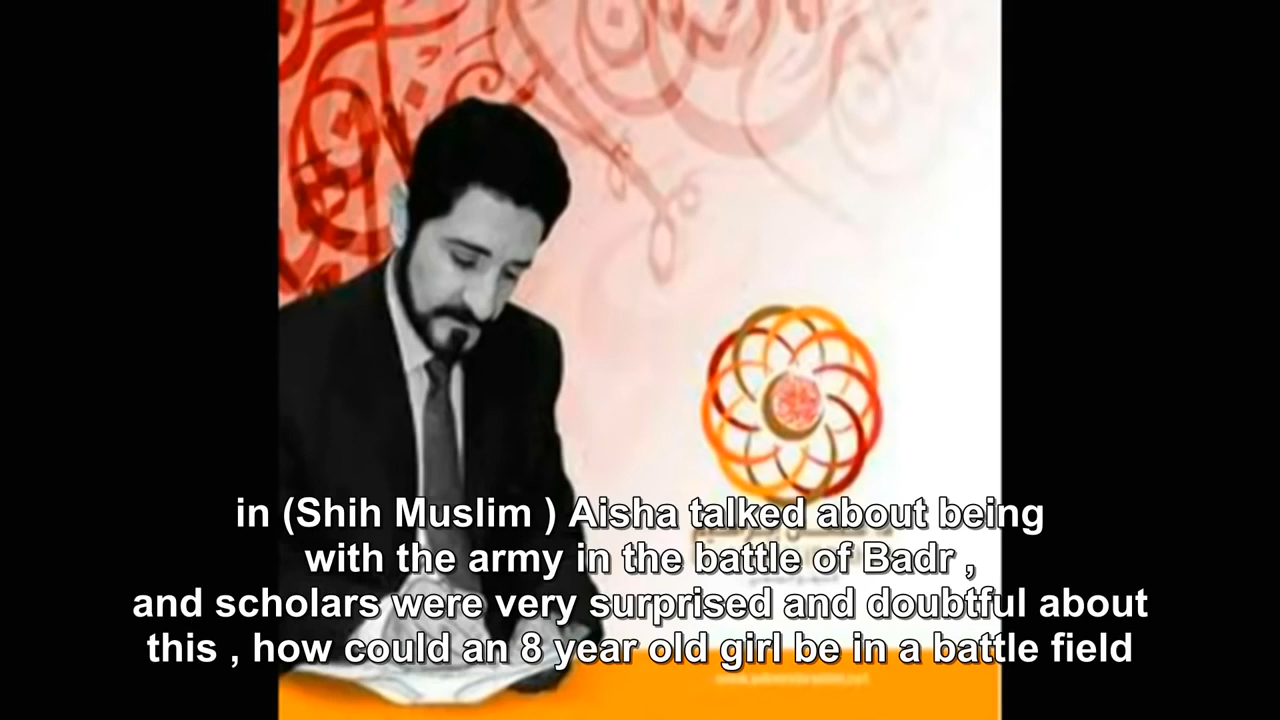 in (Shih Muslim ) Aisha talked about being
with the army in the battle of Badr ,
and scholars were very surprised and doubtful about
this , how could an 8 year old girl be in a battle field